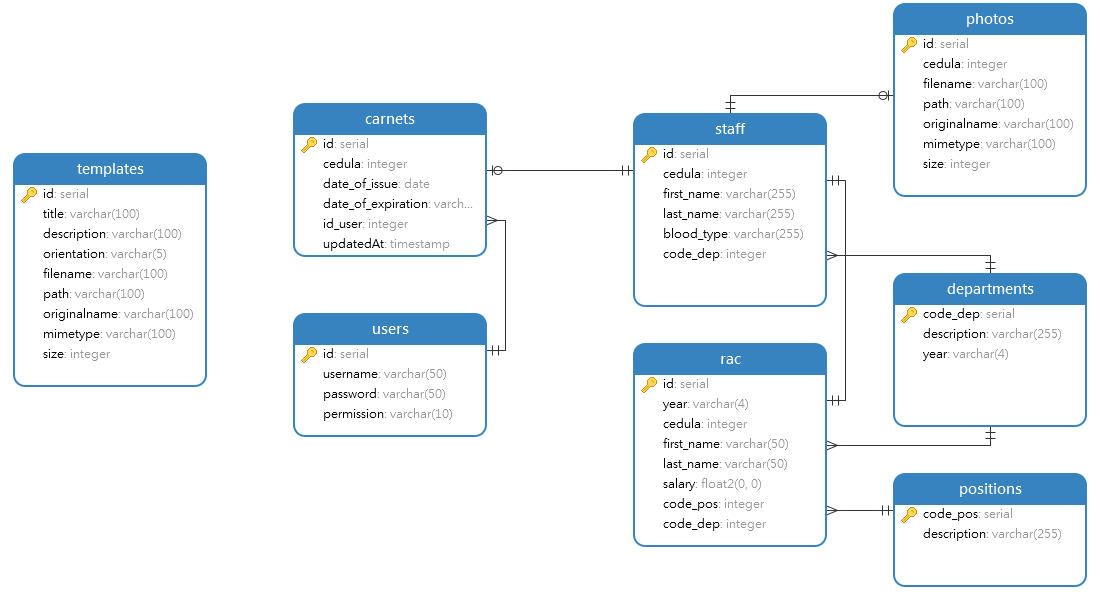 templates
id: serial
title: varchar(100)
description: varchar(100)
orientation: varchar(5)
filename: varchar(100)
path: varchar(100)
originalname: varchar(100)
mimetype: varchar(100)
size: integer
carnets
id: serial
cedula: integer
date_of_issue: date
date_of_expiration: varch...
id_user: integer
updatedAt: timestamp
users
id: serial
username: varchar(50)
password: varchar(50)
permission: varchar(10)
staff
id: serial
cedula: integer
first_name: varchar(255)
last_name: varchar(255)
blood_type: varchar(255)
code_dep: integer
rac
id: serial
year: varchar(4)
cedula: integer
first_name: varchar(50)
last_name: varchar(50)
salary: float2(0, 0)
code_pos: integer
code_dep: integer
photos
id: serial
cedula: integer
filename: varchar(100)
path: varchar(100)
originalname: varchar(100)
mimetype: varchar(100)
size: integer
departments
code_dep: serial
description: varchar(255)
year: varchar(4)
positions
code_pos: serial
description: varchar(255)